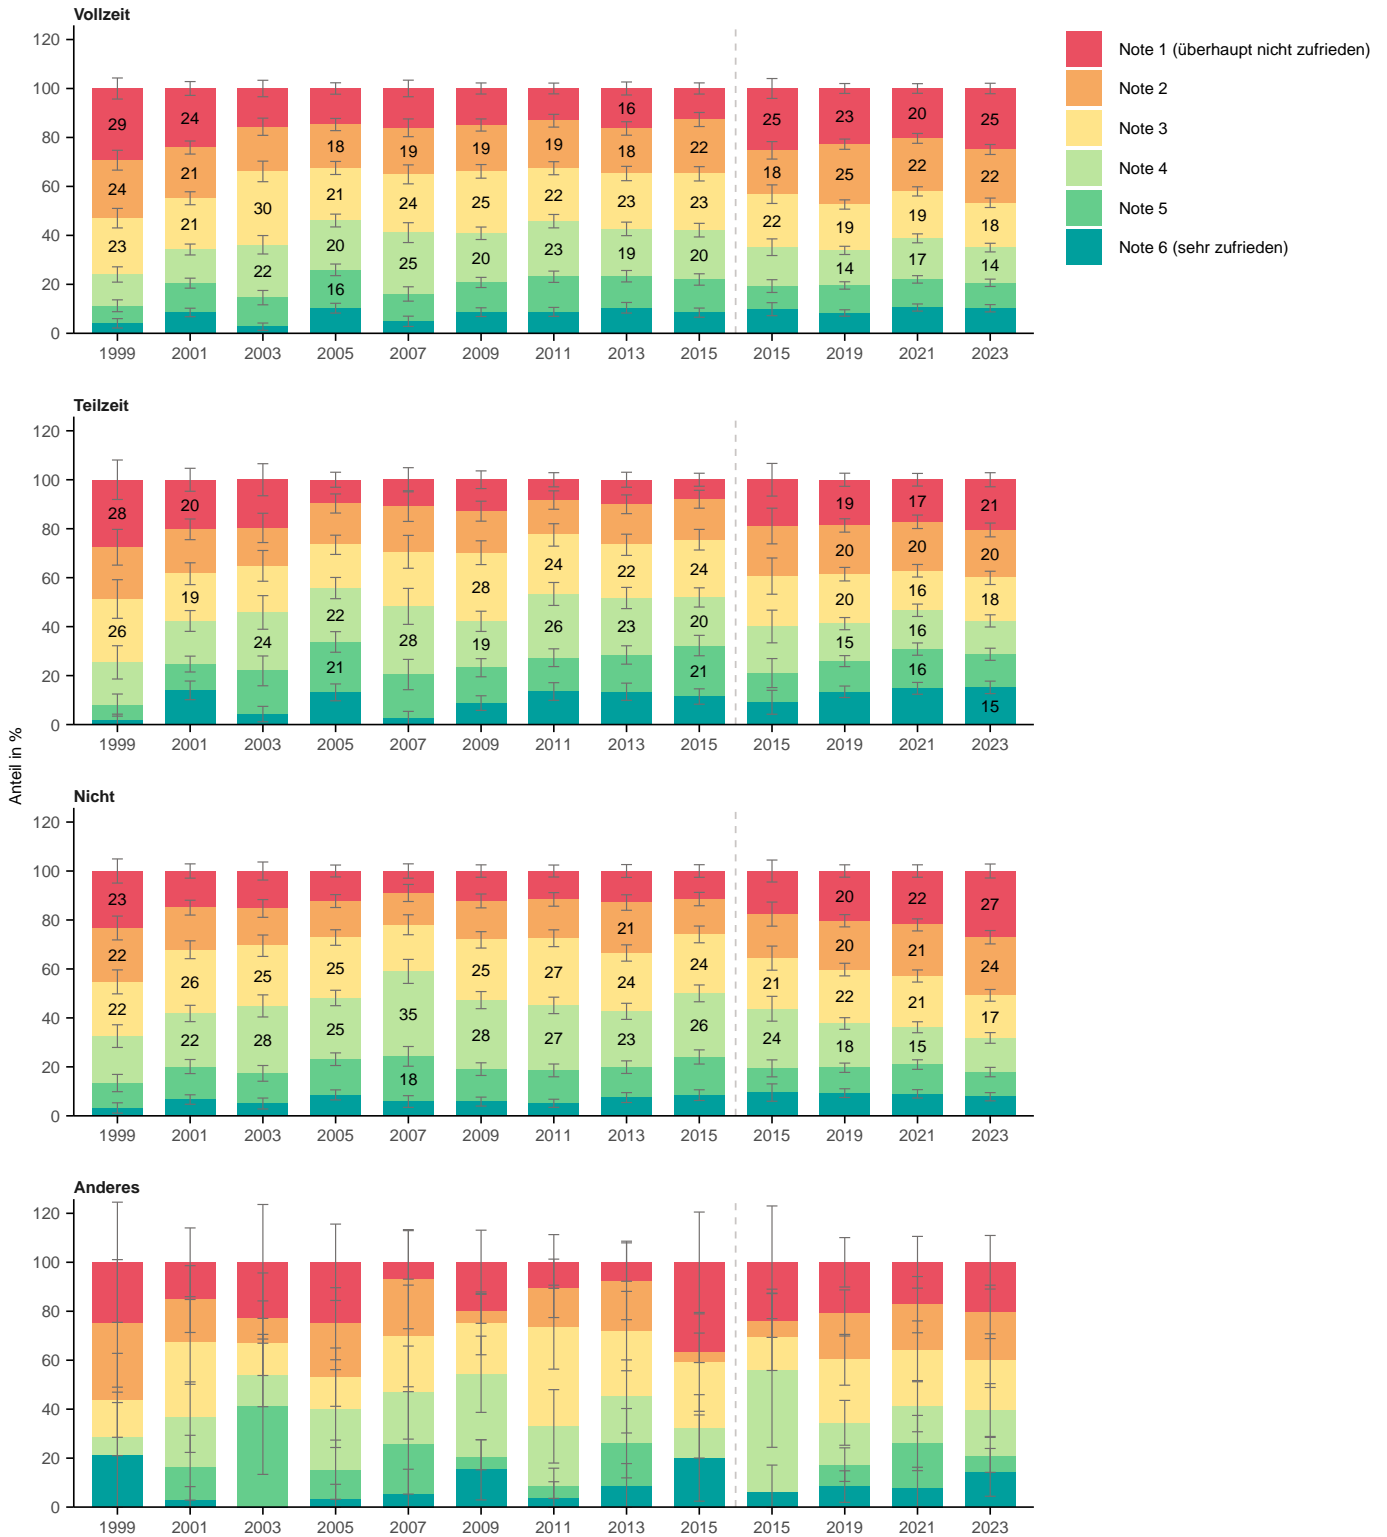 Vollzeit
120
100
80
60
40
20
0
29 24 16 25 23 20 25
24 21 18 19 19 19 18 22 18 25 22 22
23 21 30 21 24 25 22 23 23 22 19 19 18
22 20 25 20 23 19 20 14 17 14
16
1999 2001 2003 2005 2007 2009 2011 2013 2015 2015 2019 2021 2023
Note 1 (überhaupt nicht zufrieden)
Note 2
Note 3
Note 4
Note 5
Note 6 (sehr zufrieden)
Anteil in %
Teilzeit
120
100
80
60
40
20
0
28 20 19 17 21
20 20 20
26 19 28 24 22 24 20 16 18
24 22 28 19 26 23 20 15 16
21 21 16
15
1999 2001 2003 2005 2007 2009 2011 2013 2015 2015 2019 2021 2023
Nicht
120
100
80
60
40
20
0
23 20 22 27
22 21 20 21 24
22 26 25 25 25 27 24 24 21 22 21 17
22 28 25 35 28 27 23 26 24 18 15
18
1999 2001 2003 2005 2007 2009 2011 2013 2015 2015 2019 2021 2023
Anderes
120
100
80
60
40
20
0
1999 2001 2003 2005 2007 2009 2011 2013 2015 2015 2019 2021 2023